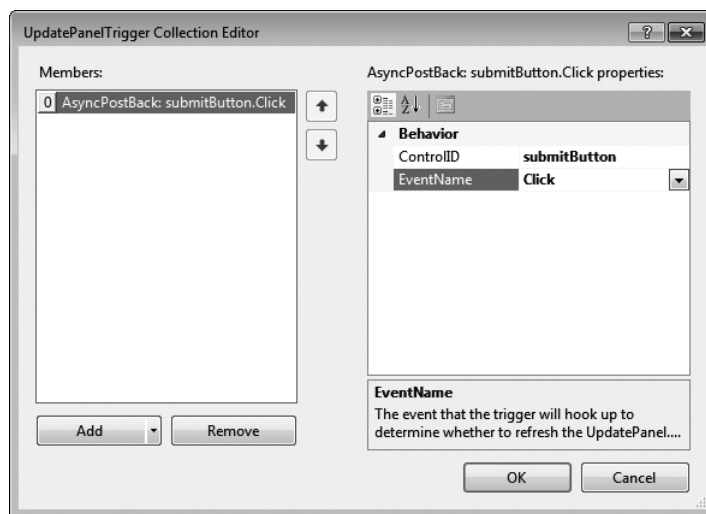 UpdatePanelTrigger Collection Editor
Members:
0 AsyncPostBack: submitButton.Click
Add
Remove
AsyncPostBack: submitButton.Click properties:
Behavior
ControlID submitButton
EventName Click
EventName
The event that the trigger will hook up to
determine whether to refresh the UpdatePanel....
OK
Cancel